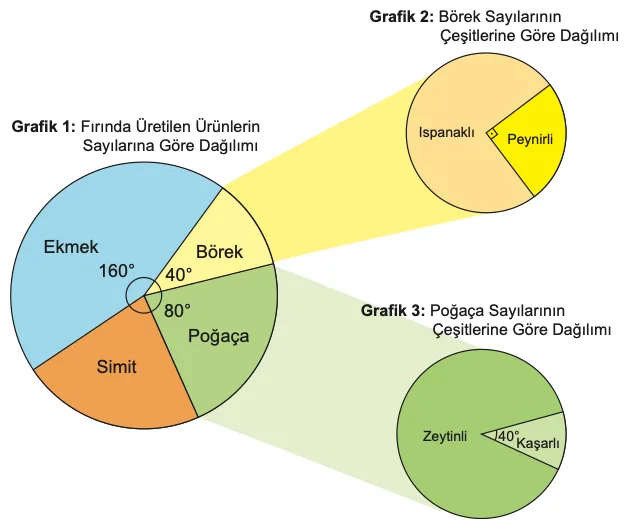 Grafik 2: Börek Sayılarının
Çeşitlerine Göre Dağılımı
Ispanaklı
Peynirli
Grafik 1: Fırında Üretilen Ürünlerin
Sayılarına Göre Dağılımı
Ekmek
Börek
160°
40°
80°
Poğaça
Simit
Grafik 3: Poğaça Sayılarının
Çeşitlerine Göre Dağılımı
Zeytinli
40°
Kaşarlı